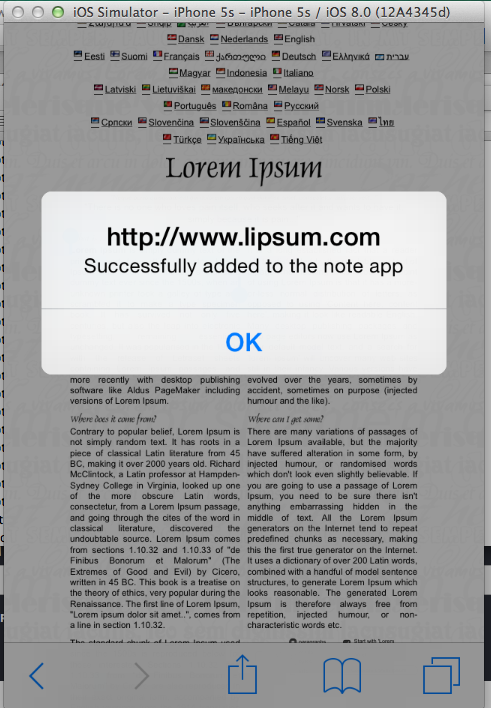 iOS Simulator - iPhone 5s - iPhone 5s / iOS 8.0 (12A4345d)
Dansk Nederlands English
Eesti Suomi Français ქართული Deutsch Ελληνικά עברית
Magyar Indonesia Italiano
Latviski Lietuviškai македонски Melayu Norsk Polski
Português Româna Русский
Српски Slovenčina Slovenščina Español Svenska ไทย
Türkçe Українська Tiếng Việt
Lorem Ipsum
http://www.lipsum.com
Successfully added to the note app
OK
more recently with desktop publishing
software like Aldus PageMaker including
versions of Lorem Ipsum.
Where does it come from?
Contrary to popular belief, Lorem Ipsum is
not simply random text. It has roots in a
piece of classical Latin literature from 45
BC, making it over 2000 years old. Richard
McClintock, a Latin professor at Hampden-
Sydney College in Virginia, looked up one
of the more obscure Latin words,
consectetur, from a Lorem Ipsum passage,
and going through the cites of the word in
classical literature, discovered the
undoubtable source. Lorem Ipsum comes
from sections 1.10.32 and 1.10.33 of "de
Finibus Bonorum et Malorum" (The
Extremes of Good and Evil) by Cicero,
written in 45 BC. This book is a treatise on
the theory of ethics, very popular during the
Renaissance. The first line of Lorem Ipsum,
"Lorem ipsum dolor sit amet..", comes from
a line in section 1.10.32.
The standard chunk of Lorem Ipsum used
evolved over the years, sometimes by
accident, sometimes on purpose (injected
humour and the like).
Where can I get some?
There are many variations of passages of
Lorem Ipsum available, but the majority
have suffered alteration in some form, by
injected humour, or randomised words
which don't look even slightly believable. If
you are going to use a passage of Lorem
Ipsum, you need to be sure there isn't
anything embarrassing hidden in the
middle of text. All the Lorem Ipsum
generators on the Internet tend to repeat
predefined chunks as necessary, making
this the first true generator on the Internet.
It uses a dictionary of over 200 Latin words,
combined with a handful of model sentence
structures, to generate Lorem Ipsum which
looks reasonable. The generated Lorem
Ipsum is therefore always free from
repetition, injected humour, or non-
characteristic words etc.
Start with 'Lorem